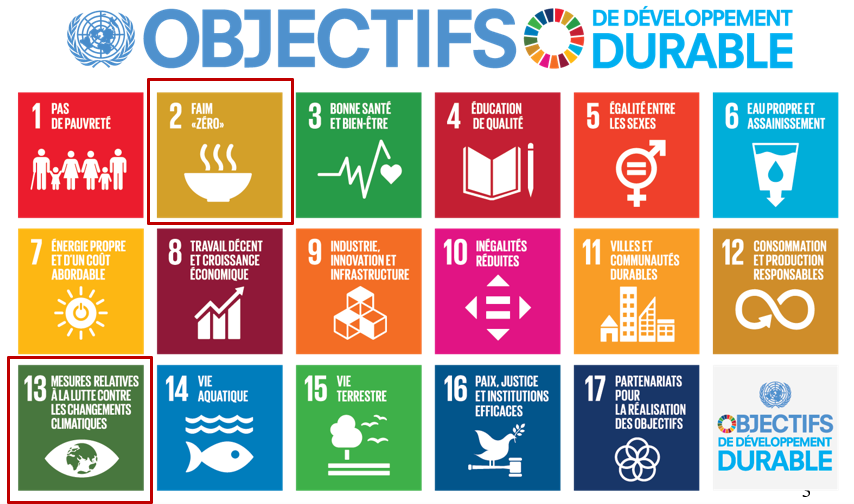 OBJECTIFS
DE DÉVELOPPEMENT
DURABLE
1 PAS
DE PAUVRETÉ
2 FAIM
«ZÉRO»
3 BONNE SANTÉ
ET BIEN-ÊTRE
4 ÉDUCATION
DE QUALITÉ
5 ÉGALITÉ ENTRE
LES SEXES
6 EAU PROPRE ET
ASSAINISSEMENT
7 ÉNERGIE PROPRE
ET D'UN COÛT
ABORDABLE
8 TRAVAIL DÉCENT
ET CROISSANCE
ÉCONOMIQUE
9 INDUSTRIE,
INNOVATION ET
INFRASTRUCTURE
10 INÉGALITÉS
RÉDUITES
11 VILLES ET
COMMUNAUTÉS
DURABLES
12 CONSOMMATION
ET PRODUCTION
RESPONSABLES
13 MESURES RELATIVES
À LA LUTTE CONTRE
LES CHANGEMENTS
CLIMATIQUES
14 VIE
AQUATIQUE
15 VIE
TERRESTRE
16 PAIX, JUSTICE
ET INSTITUTIONS
EFFICACES
17 PARTENARIATS
POUR
LA RÉALISATION
DES OBJECTIFS
OBJECTIFS
DE DÉVELOPPEMENT
DURABLE